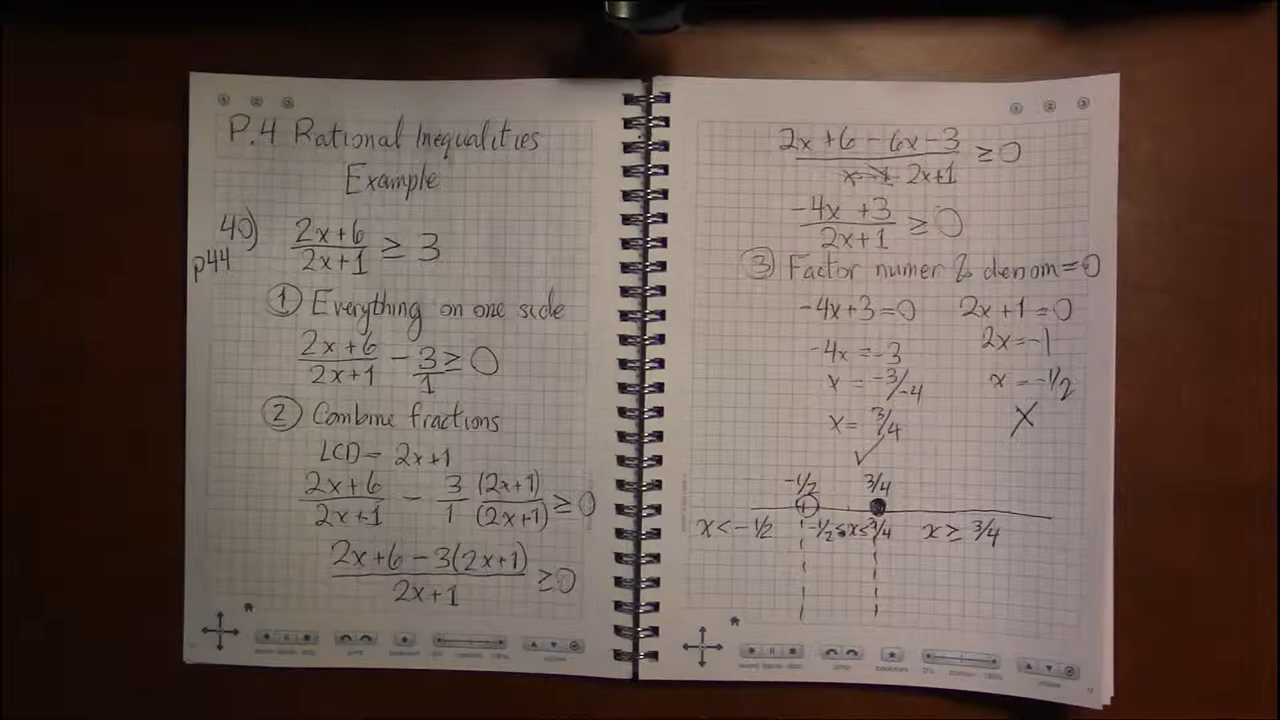 P.4 Rational Inequalities
Example
40) (2x+6)/(2x+1) ≥ 3
p44
① Everything on one side
(2x+6)/(2x+1) - 3/1 ≥ 0
② Combine fractions
LCD = 2x+1
(2x+6)/(2x+1) - 3/1 (2x+1)/(2x+1) ≥ 0
(2x+6-3(2x+1))/(2x+1) ≥ 0
(2x+6-6x-3)/(2x+1) ≥ 0
(-4x+3)/(2x+1) ≥ 0
③ Factor numer & denom = 0
-4x+3=0 2x+1=0
-4x=-3 2x=-1
x = -3/-4 x = -1/2
x = 3/4 X
✓
-1/2 3/4
x < -1/2 -1/2 ≤ x ≤ 3/4 x ≥ 3/4